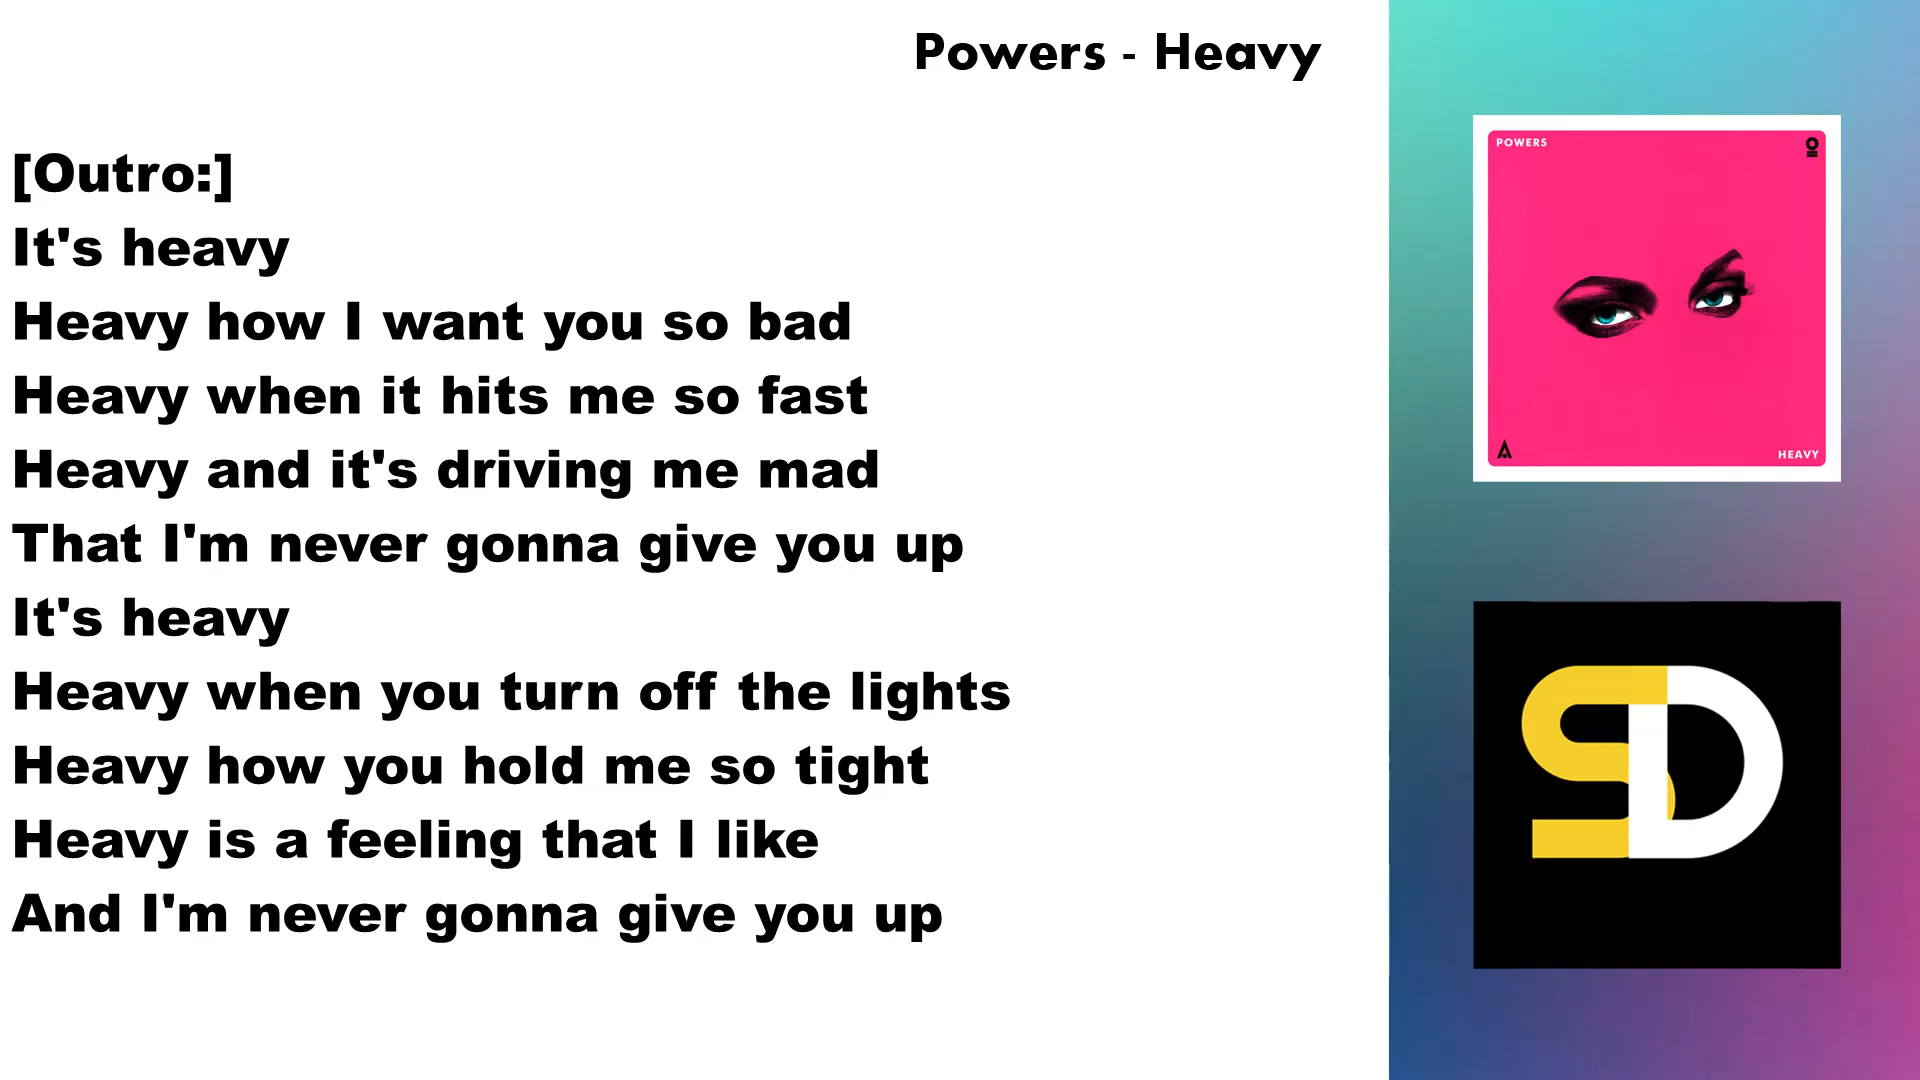 Powers - Heavy
[Outro:]
It's heavy
Heavy how I want you so bad
Heavy when it hits me so fast
Heavy and it's driving me mad
That I'm never gonna give you up
It's heavy
Heavy when you turn off the lights
Heavy how you hold me so tight
Heavy is a feeling that I like
And I'm never gonna give you up
POWERS
HEAVY
SD